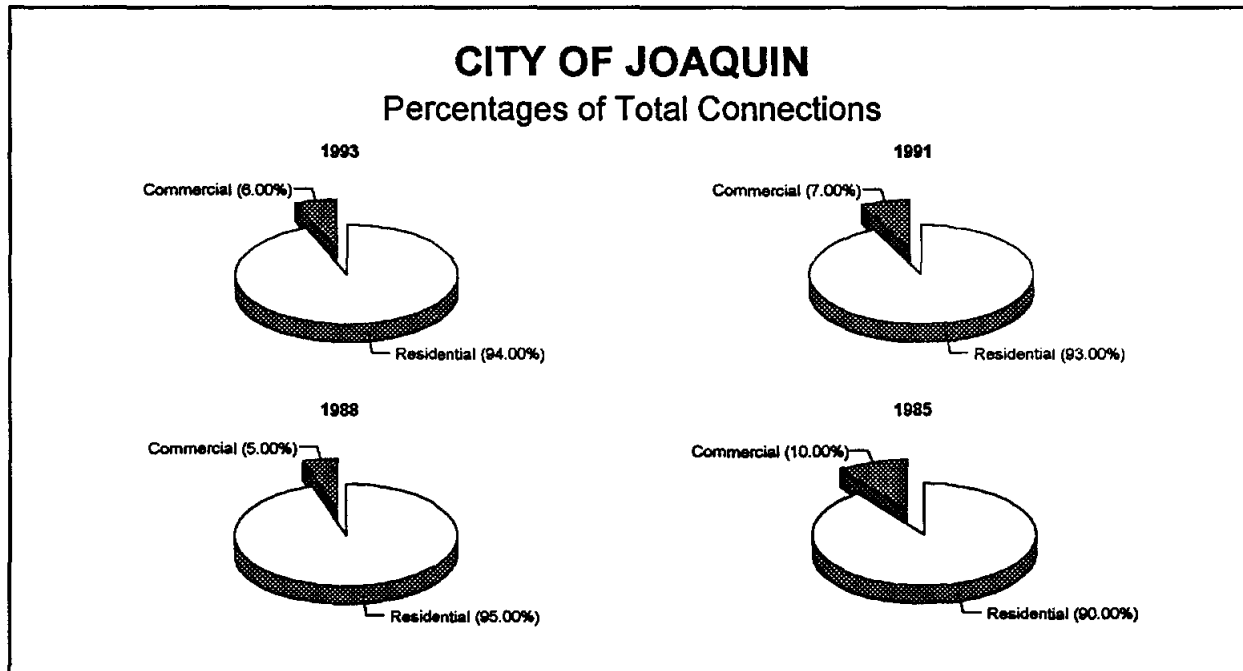 CITY OF JOAQUIN
Percentages of Total Connections
1993
Commercial (6.00%)
Residential (94.00%)
1991
Commercial (7.00%)
Residential (93.00%)
1988
Commercial (5.00%)
Residential (95.00%)
1985
Commercial (10.00%)
Residential (90.00%)